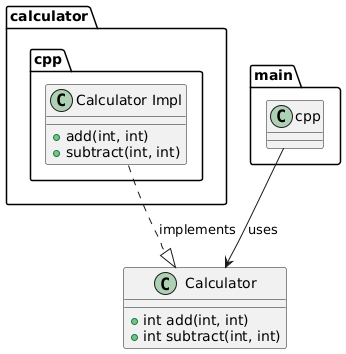 calculator
cpp
C Calculator Impl
add(int, int)
subtract(int, int)
main
C cpp
implements
uses
C Calculator
int add(int, int)
int subtract(int, int)